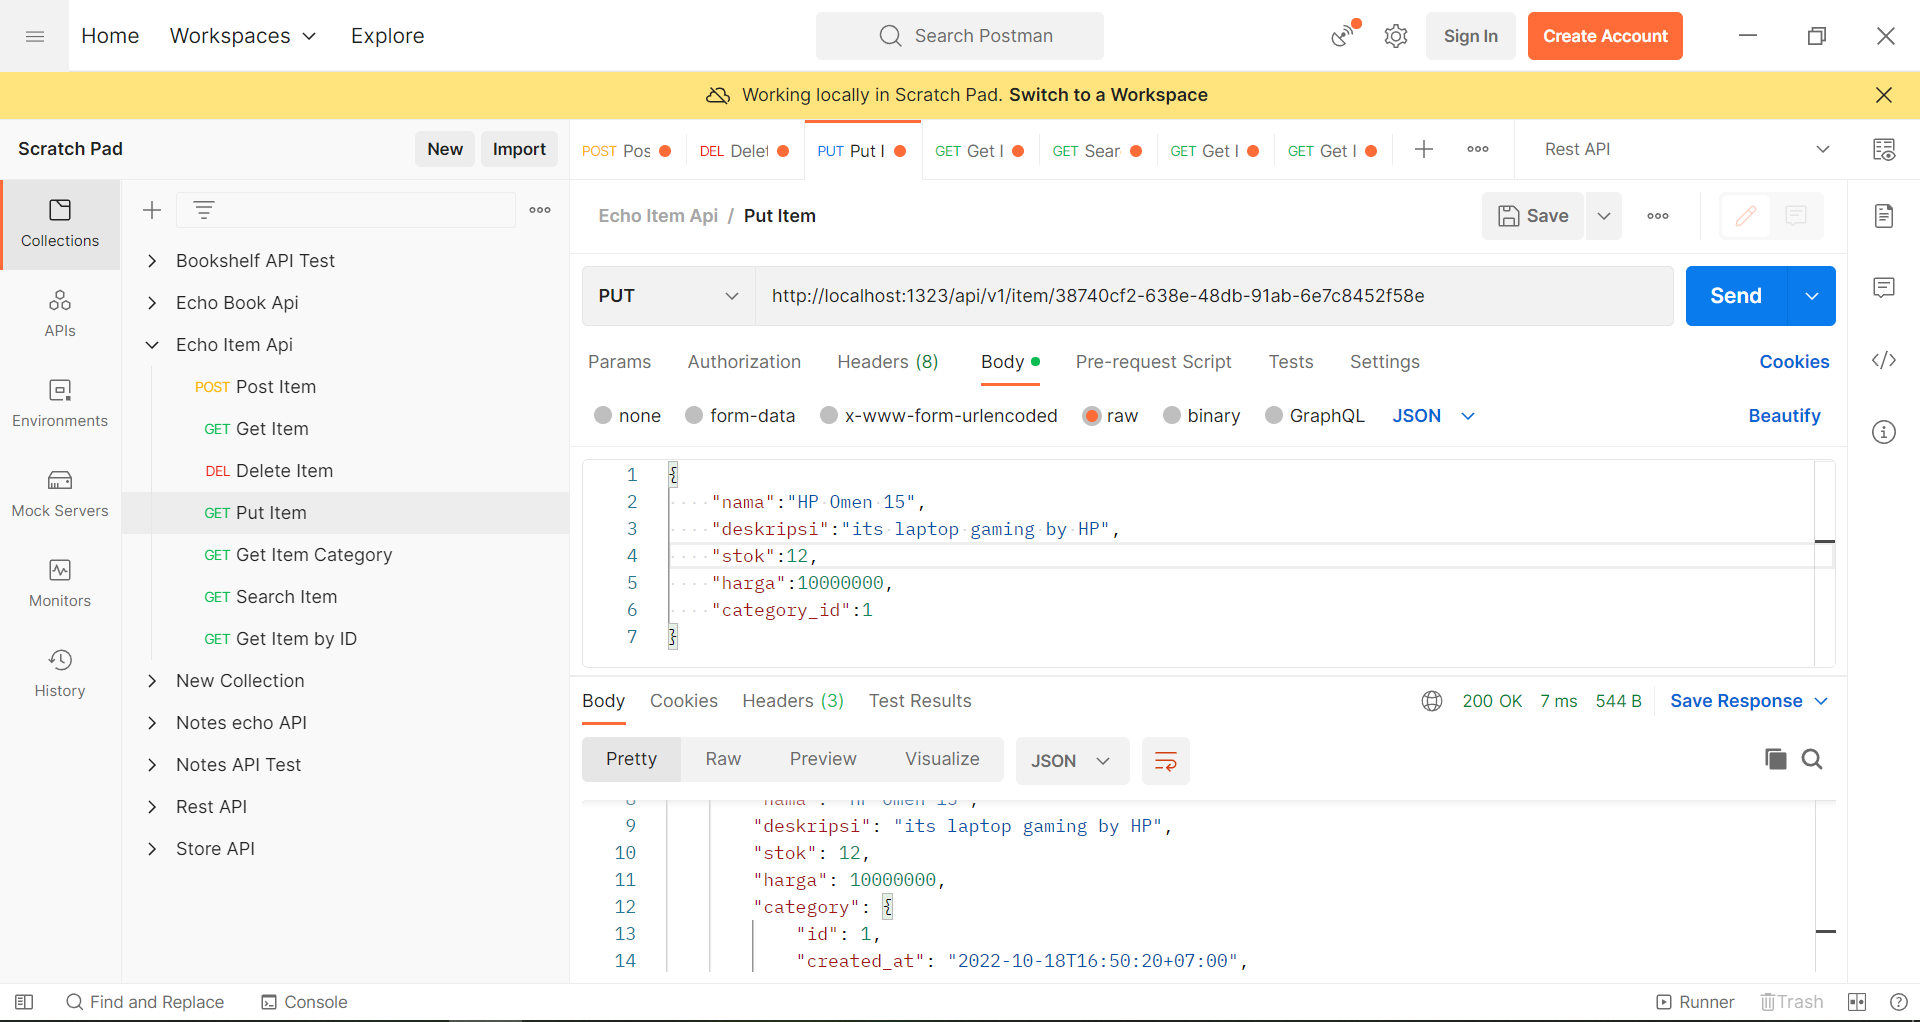 Home
Workspaces
Explore
Search Postman
Sign In
Create Account
Working locally in Scratch Pad. Switch to a Workspace
Scratch Pad
New
Import
POST Pos
DEL Delet
PUT Put I
GET Get I
GET Sear
GET Get I
GET Get I
Rest API
Collections
APIs
Environments
Mock Servers
Monitors
History
Bookshelf API Test
Echo Book Api
Echo Item Api
POST Post Item
GET Get Item
DEL Delete Item
GET Put Item
GET Get Item Category
GET Search Item
GET Get Item by ID
New Collection
Notes echo API
Notes API Test
Rest API
Store API
Echo Item Api / Put Item
Save
PUT
http://localhost:1323/api/v1/item/38740cf2-638e-48db-91ab-6e7c8452f58e
Send
Params
Authorization
Headers (8)
Body
Pre-request Script
Tests
Settings
Cookies
none
form-data
x-www-form-urlencoded
raw
binary
GraphQL
JSON
Beautify
1 {
2 "nama":"HP Omen 15",
3 "deskripsi":"its laptop gaming by HP",
4 "stok":12,
5 "harga":10000000,
6 "category_id":1
7 }
Body
Cookies
Headers (3)
Test Results
200 OK
7 ms
544 B
Save Response
Pretty
Raw
Preview
Visualize
JSON
8 "nama": "HP Omen 15",
9 "deskripsi": "its laptop gaming by HP",
10 "stok": 12,
11 "harga": 10000000,
12 "category": {
13 "id": 1,
14 "created_at": "2022-10-18T16:50:20+07:00",
Find and Replace
Console
Runner
Trash